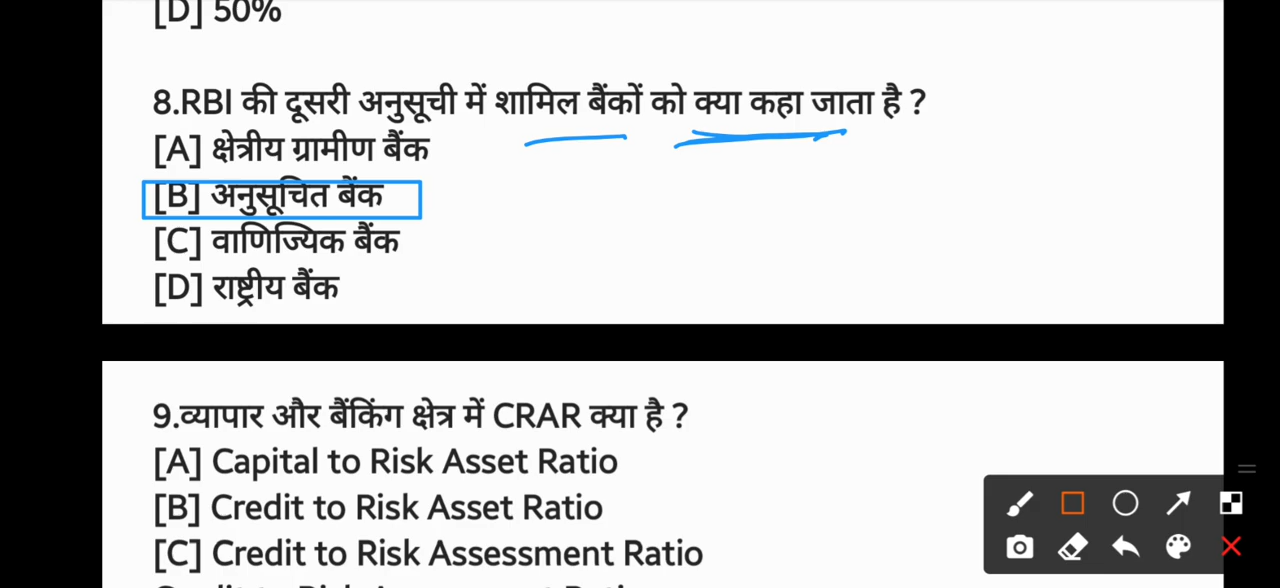 [D] 50%
8.RBI की दूसरी अनुसूची में शामिल बैंकों को क्या कहा जाता है ?
[A] क्षेत्रीय ग्रामीण बैंक
[B] अनुसूचित बैंक
[C] वाणिज्यिक बैंक
[D] राष्ट्रीय बैंक
9.व्यापार और बैंकिंग क्षेत्र में CRAR क्या है ?
[A] Capital to Risk Asset Ratio
[B] Credit to Risk Asset Ratio
[C] Credit to Risk Assessment Ratio